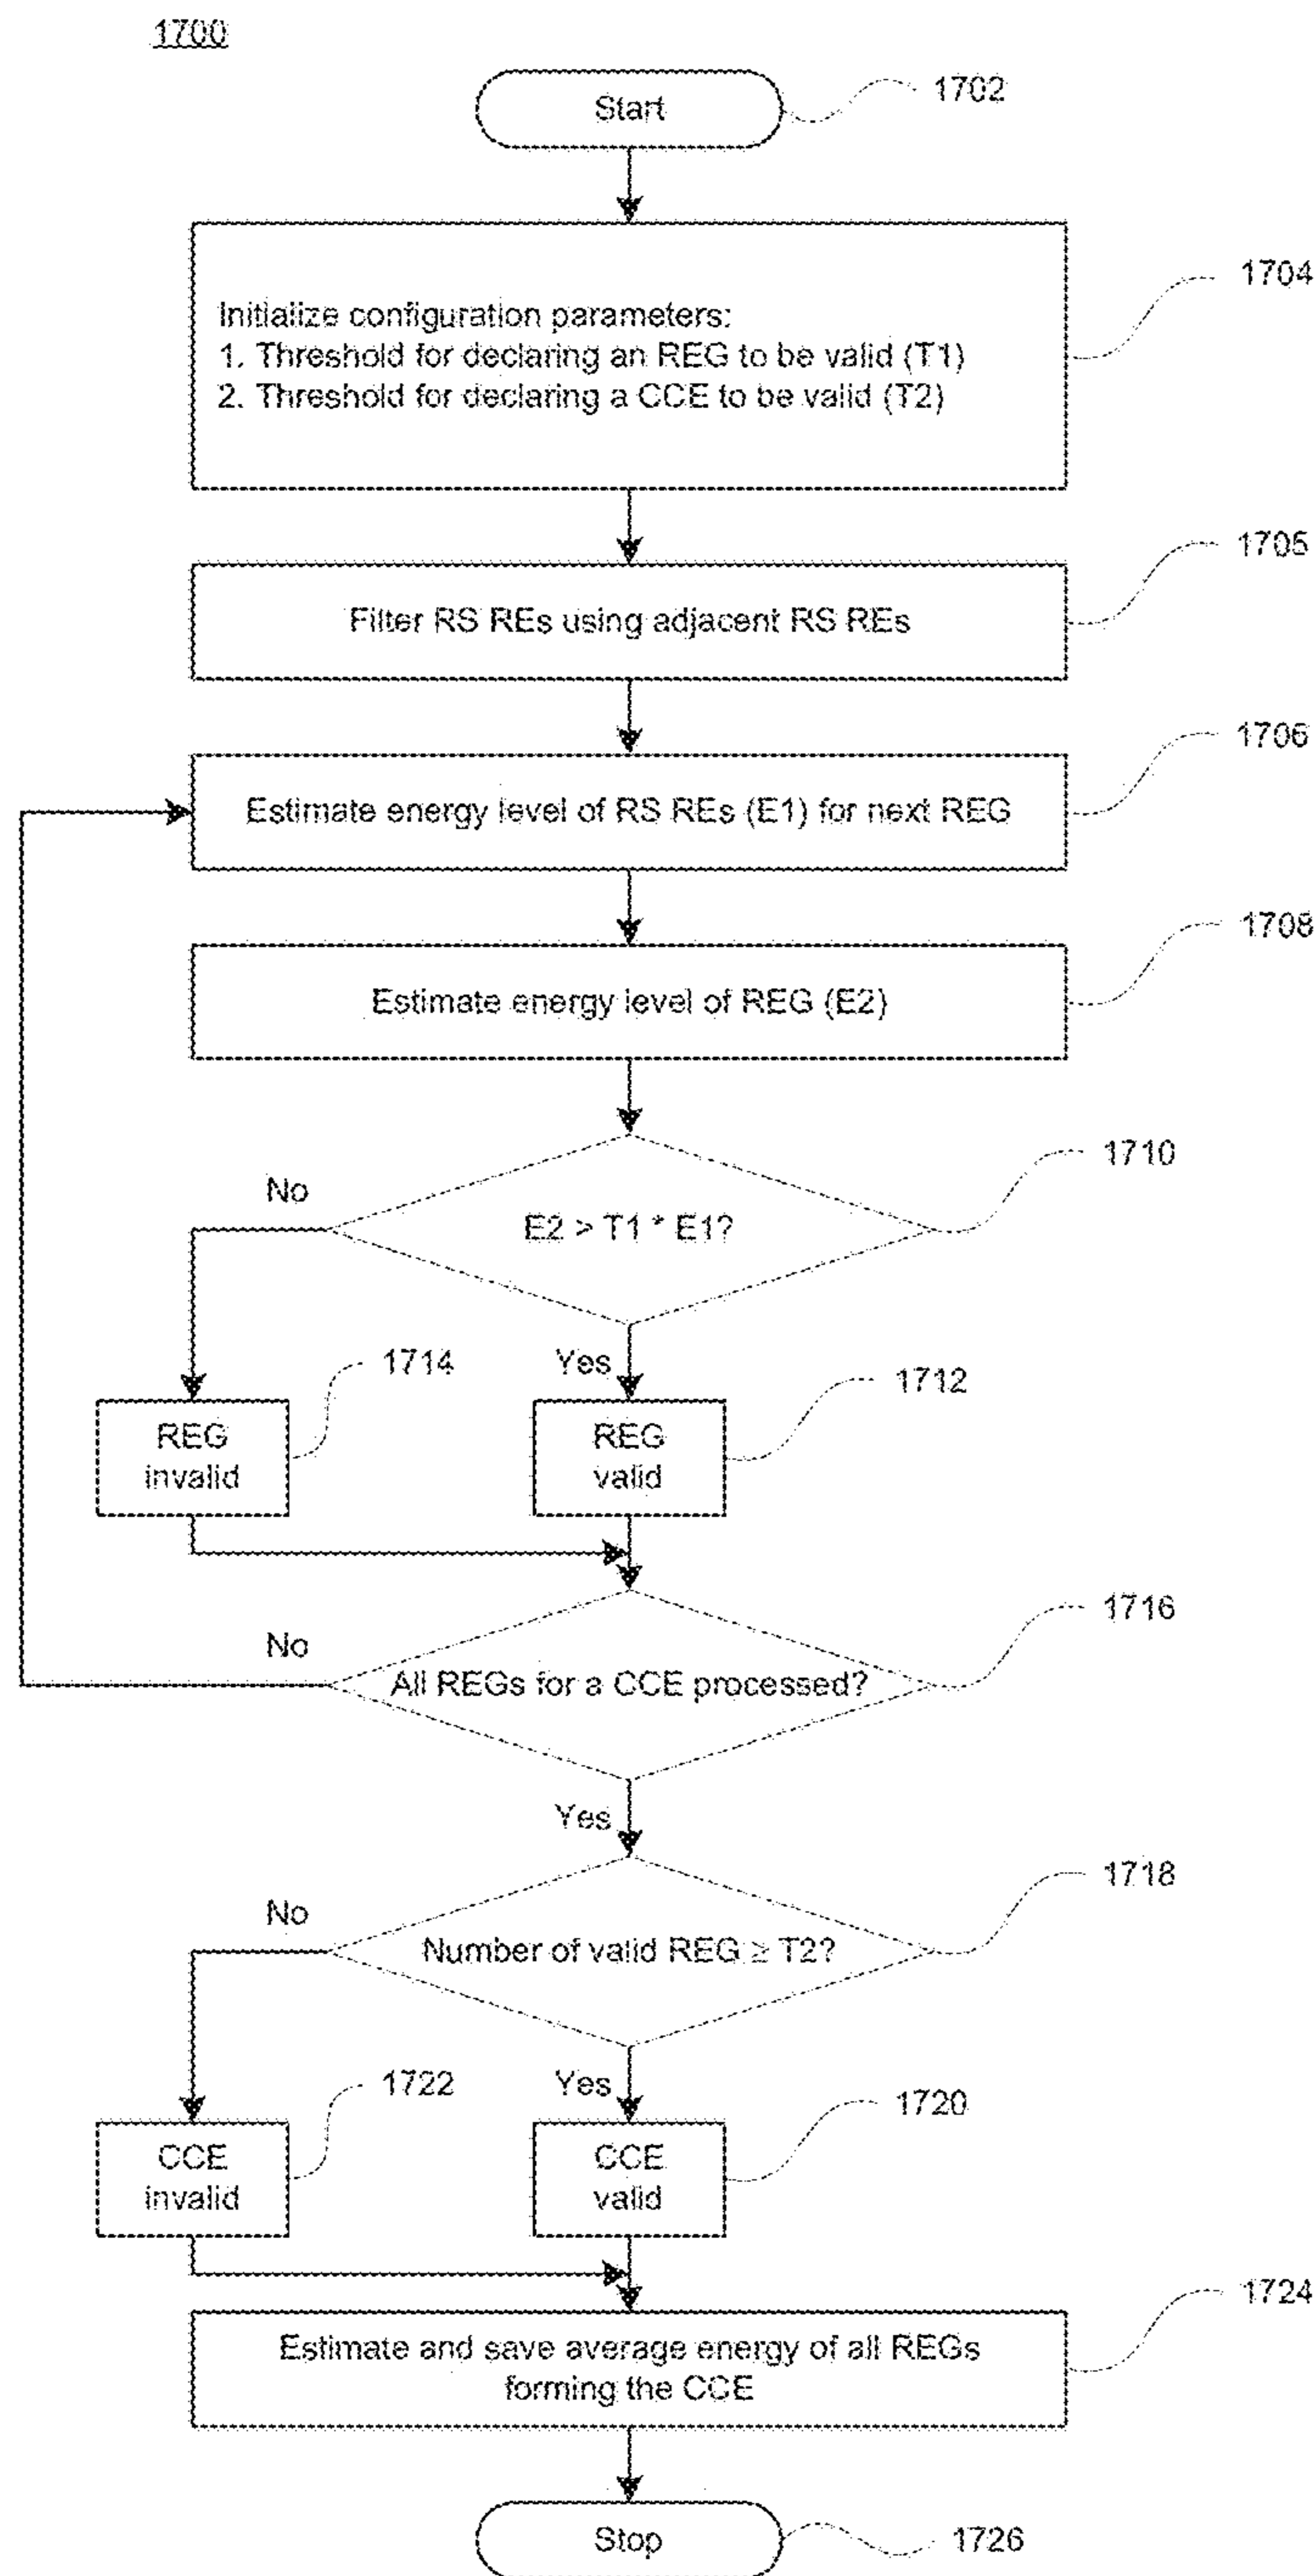 1700
Start
1702
Initialize configuration parameters:
1. Threshold for declaring an REG to be valid (T1)
2. Threshold for declaring a CCE to be valid (T2)
1704
Filter RS REs using adjacent RS REs
1705
Estimate energy level of RS REs (E1) for next REG
1706
Estimate energy level of REG (E2)
1708
E2 > T1 * E1?
1710
No
Yes
REG
invalid
1714
REG
valid
1712
All REGs for a CCE processed?
1716
No
Yes
Number of valid REG ≥ T2?
1718
No
Yes
CCE
invalid
1722
CCE
valid
1720
Estimate and save average energy of all REGs
forming the CCE
1724
Stop
1726